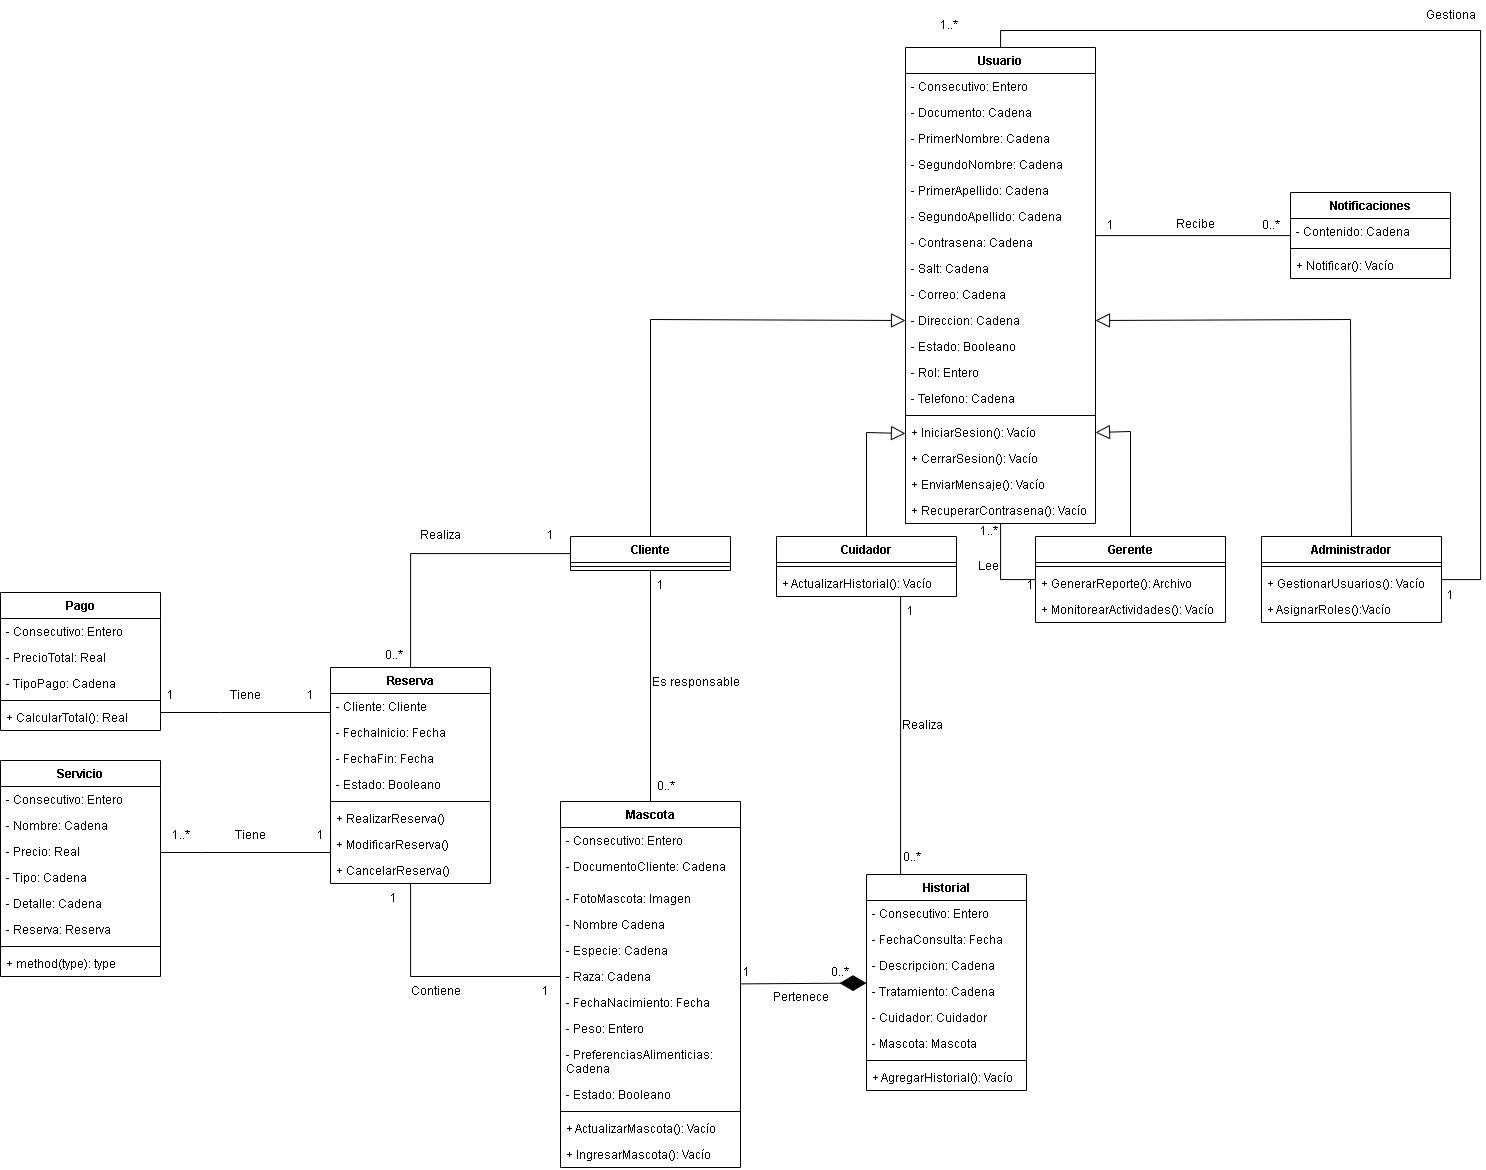 Gestiona
1..*
Usuario
- Consecutivo: Entero
- Documento: Cadena
- PrimerNombre: Cadena
- SegundoNombre: Cadena
- PrimerApellido: Cadena
- SegundoApellido: Cadena
- Contrasena: Cadena
- Salt: Cadena
- Correo: Cadena
- Direccion: Cadena
- Estado: Booleano
- Rol: Entero
- Telefono: Cadena
+ IniciarSesion(): Vacío
+ CerrarSesion(): Vacío
+ EnviarMensaje(): Vacío
+ RecuperarContrasena(): Vacío
1 Recibe 0..*
Notificaciones
- Contenido: Cadena
+ Notificar(): Vacío
Realiza 1
Cliente
Cuidador
+ ActualizarHistorial(): Vacío
1..*
Lee
1
Gerente
+ GenerarReporte(): Archivo
+ MonitorearActividades(): Vacío
Administrador
+ GestionarUsuarios(): Vacío
+ AsignarRoles():Vacío
1
1
1
Pago
- Consecutivo: Entero
- PrecioTotal: Real
- TipoPago: Cadena
+ CalcularTotal(): Real
1 Tiene 1
0..*
Reserva
- Cliente: Cliente
- FechaInicio: Fecha
- FechaFin: Fecha
- Estado: Booleano
+ RealizarReserva()
+ ModificarReserva()
+ CancelarReserva()
Es responsable
Realiza
Servicio
- Consecutivo: Entero
- Nombre: Cadena
- Precio: Real
- Tipo: Cadena
- Detalle: Cadena
- Reserva: Reserva
+ method(type): type
1..* Tiene 1
1
Contiene 1
0..*
Mascota
- Consecutivo: Entero
- DocumentoCliente: Cadena
- FotoMascota: Imagen
- Nombre Cadena
- Especie: Cadena
- Raza: Cadena
- FechaNacimiento: Fecha
- Peso: Entero
- PreferenciasAlimenticias:
Cadena
- Estado: Booleano
+ ActualizarMascota(): Vacío
+ IngresarMascota(): Vacío
1 0..*
Pertenece
0..*
Historial
- Consecutivo: Entero
- FechaConsulta: Fecha
- Descripcion: Cadena
- Tratamiento: Cadena
- Cuidador: Cuidador
- Mascota: Mascota
+ AgregarHistorial(): Vacío